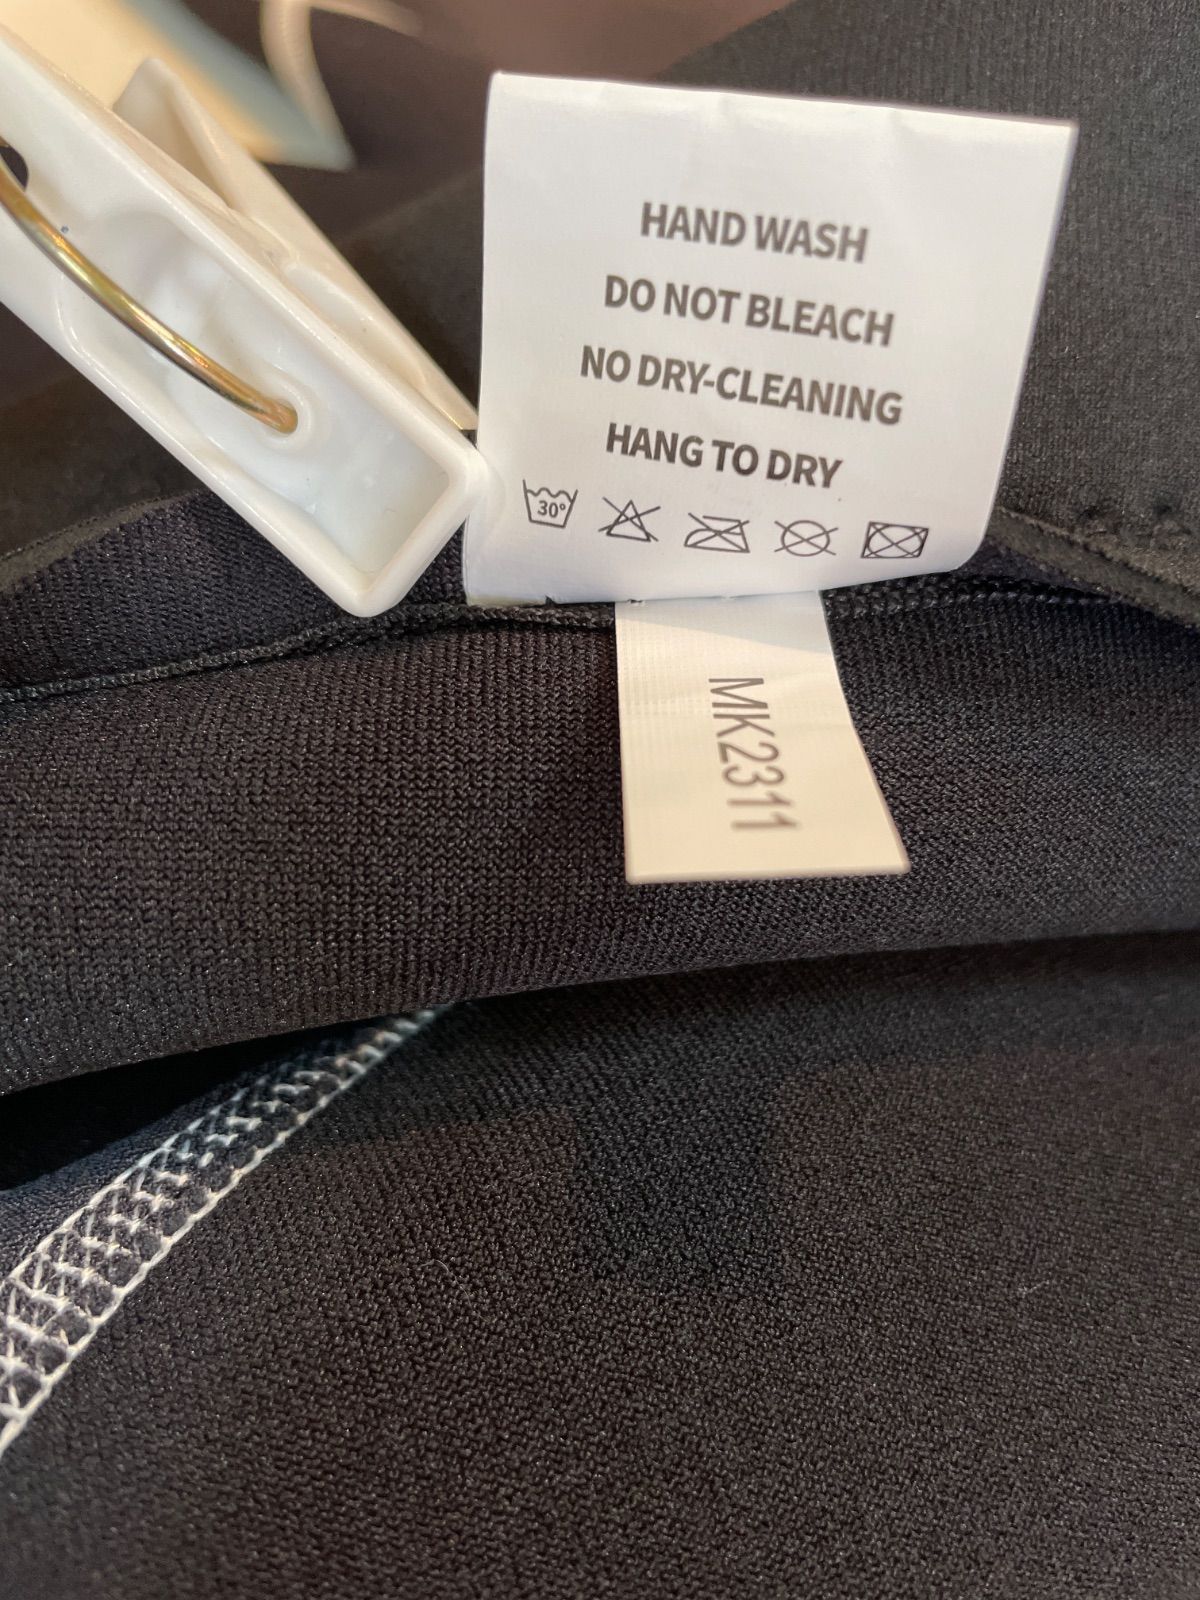 HAND WASH
DO NOT BLEACH
NO DRY-CLEANING
HANG TO DRY
30°
MK2311